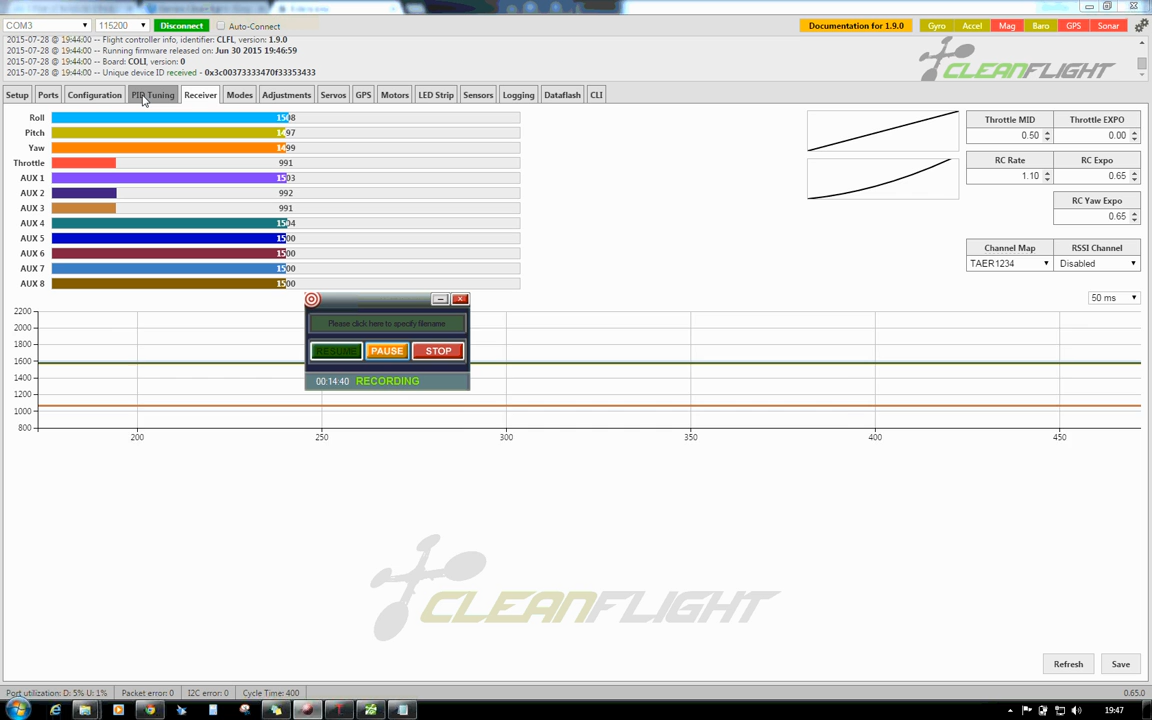 COM3
115200
Disconnect
Auto-Connect
Documentation for 1.9.0
Gyro
Accel
Mag
Baro
GPS
Sonar
2015-07-28 @ 19:44:00 -- Flight controller info, identifier: CLFL, version: 1.9.0
2015-07-28 @ 19:44:00 -- Running firmware released on: Jun 30 2015 19:46:59
2015-07-28 @ 19:44:00 -- Board: COLI, version: 0
2015-07-28 @ 19:44:00 -- Unique device ID received - 0x3c00373333470f33353433
CLEANFLIGHT
Setup
Ports
Configuration
PID Tuning
Receiver
Modes
Adjustments
Servos
GPS
Motors
LED Strip
Sensors
Logging
Dataflash
CLI
Roll
Pitch 1497
Yaw 1499
Throttle 991
AUX 1 1503
AUX 2 992
AUX 3 991
AUX 4 1504
AUX 5 1500
AUX 6 1500
AUX 7 1500
AUX 8 1500
Throttle MID
Throttle EXPO
0.50
0.00
RC Rate
RC Expo
1.10
0.65
RC Yaw Expo
0.65
Channel Map
RSSI Channel
TAER1234
Disabled
50 ms
Please click here to specify filename
RESUME
PAUSE
STOP
00:14:40 RECORDING
2200
2000
1800
1600
1400
1200
1000
800
200
250
300
350
400
450
CLEANFLIGHT
Refresh
Save
Port utilization: D: 5% U: 1%
Packet error: 0
I2C error: 0
Cycle Time: 400
0.65.0
19:47